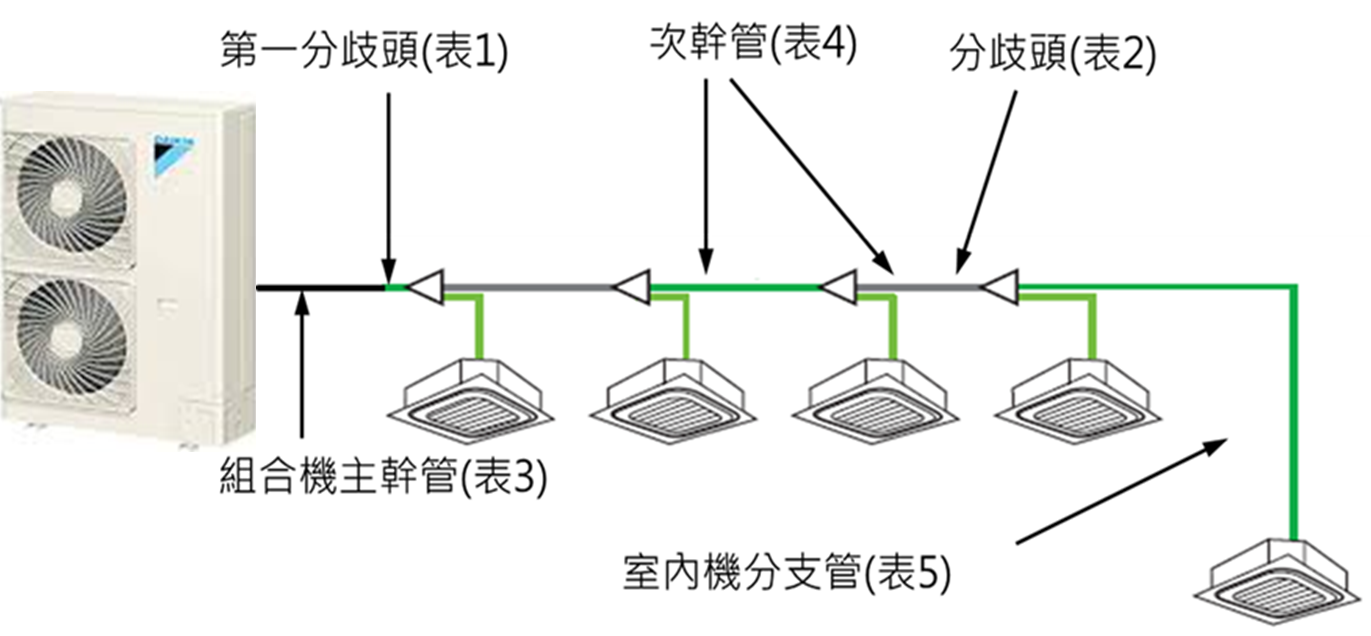 第一分歧頭(表1)
次幹管(表4)
分歧頭(表2)
DAIKIN
組合機主幹管(表3)
室內機分支管(表5)